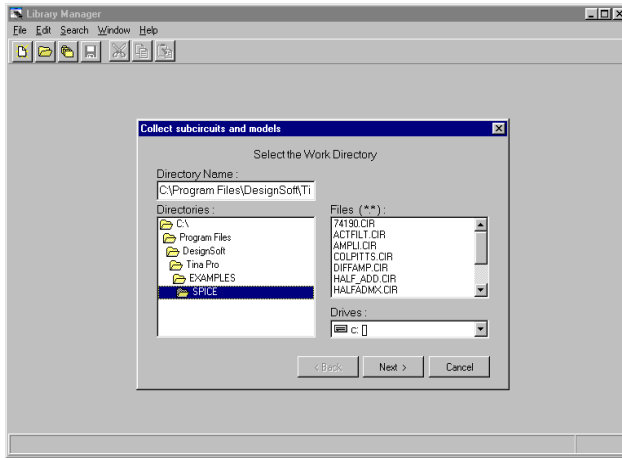 Library Manager
File Edit Search Window Help
Collect subcircuits and models
Select the Work Directory
Directory Name :
C:\Program Files\DesignSoft\Ti
Directories :
C:\
Program Files
DesignSoft
Tina Pro
EXAMPLES
SPICE
Files (*.*) :
74190.CIR
ACTFILT.CIR
AMPLI.CIR
COLPITTS.CIR
DIFFAMP.CIR
HALF_ADD.CIR
HALFADMX.CIR
Drives :
c: []
< Back Next > Cancel